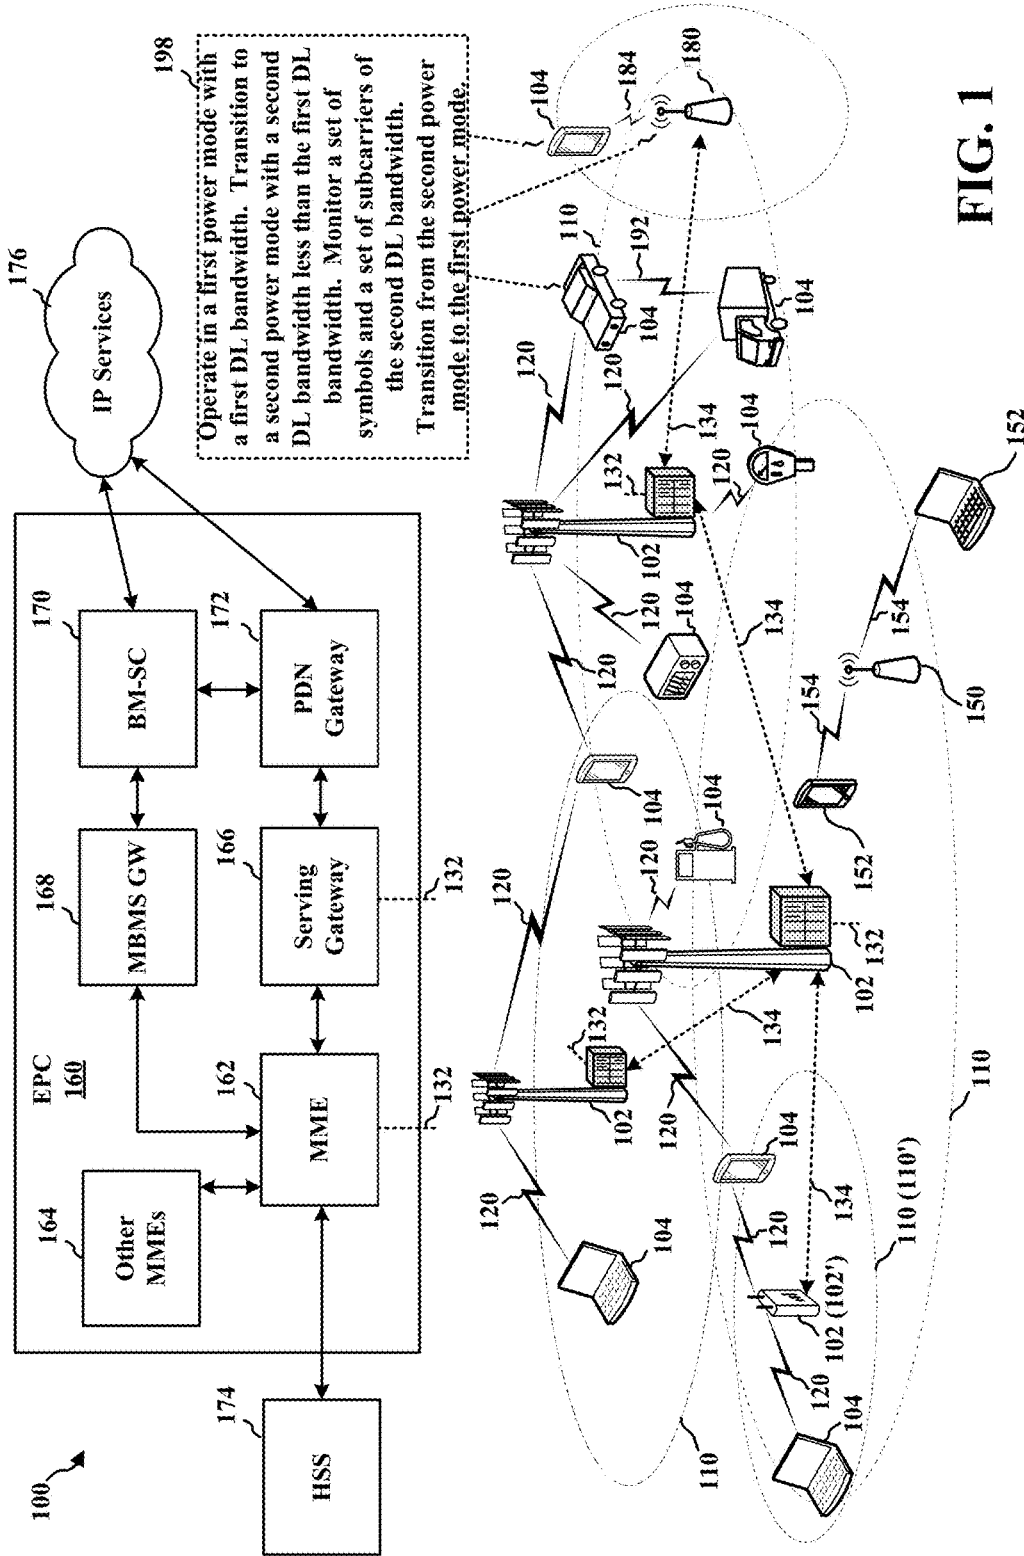 100
174
HSS
EPC
160
164
Other
MMEs
162
MME
132
168
MBMS GW
166
Serving
Gateway
132
170
BM-SC
172
PDN
Gateway
176
IP Services
198
Operate in a first power mode with
a first DL bandwidth. Transition to
a second power mode with a second
DL bandwidth less than the first DL
bandwidth. Monitor a set of
symbols and a set of subcarriers of
the second DL bandwidth.
Transition from the second power
mode to the first power mode.
104
184
180
110
192
104
104
120
120
132
134
102
120
104
120
120
104
134
104
120
120
104
120
132
102
134
132
102
120
104
120
104
134
120
102 (102')
120
104
110
110 (110')
110
152
154
150
154
152
FIG. 1